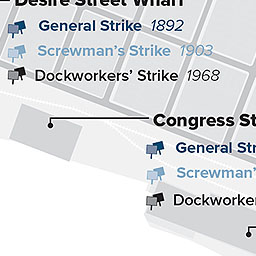 Desire Street Wharf
General Strike 1892
Screwman's Strike 1903
Dockworkers' Strike 1968
Congress St
General Str
Screwman'
Dockworker